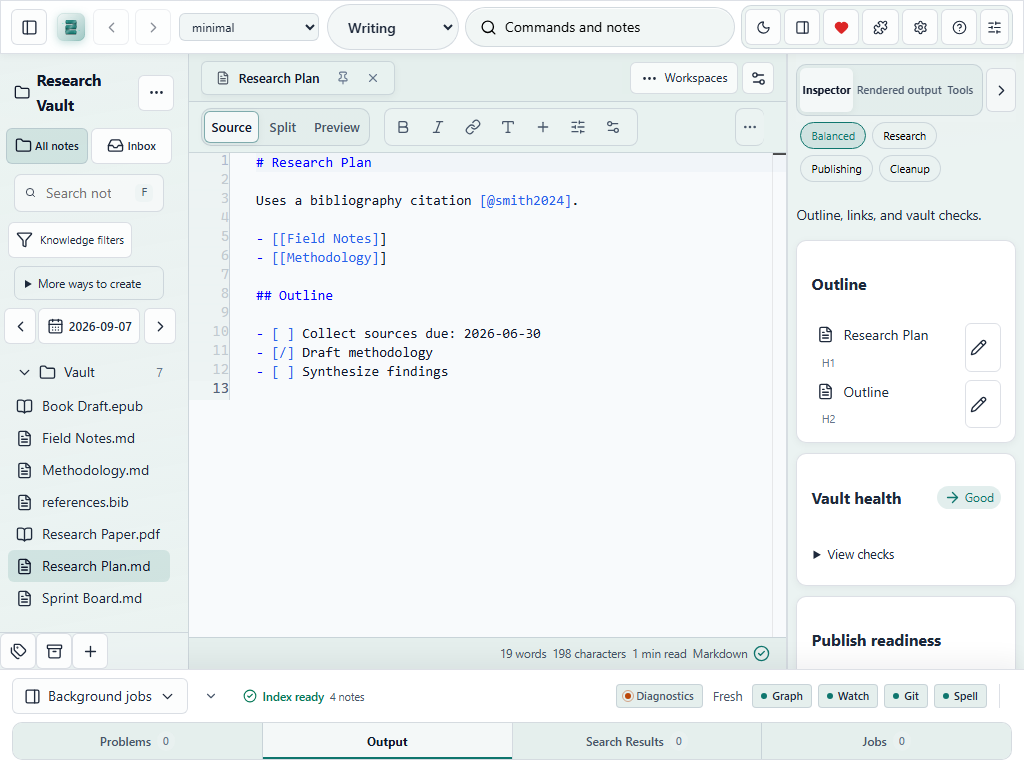 minimal
Writing
Commands and notes
Research Vault
All notes
Inbox
Search not
F
Knowledge filters
More ways to create
2026-09-07
Vault 7
Book Draft.epub
Field Notes.md
Methodology.md
references.bib
Research Paper.pdf
Research Plan.md
Sprint Board.md
Research Plan
Workspaces
Source
Split
Preview
1 # Research Plan
2
3 Uses a bibliography citation [@smith2024].
4
5 - [[Field Notes]]
6 - [[Methodology]]
7
8 ## Outline
9
10 - [ ] Collect sources due: 2026-06-30
11 - [/] Draft methodology
12 - [ ] Synthesize findings
13
19 words 198 characters 1 min read Markdown
Inspector Rendered output Tools
Balanced
Research
Publishing
Cleanup
Outline, links, and vault checks.
Outline
Research Plan
H1
Outline
H2
Vault health
Good
View checks
Publish readiness
Background jobs
Index ready 4 notes
Diagnostics
Fresh
Graph
Watch
Git
Spell
Problems 0
Output
Search Results 0
Jobs 0